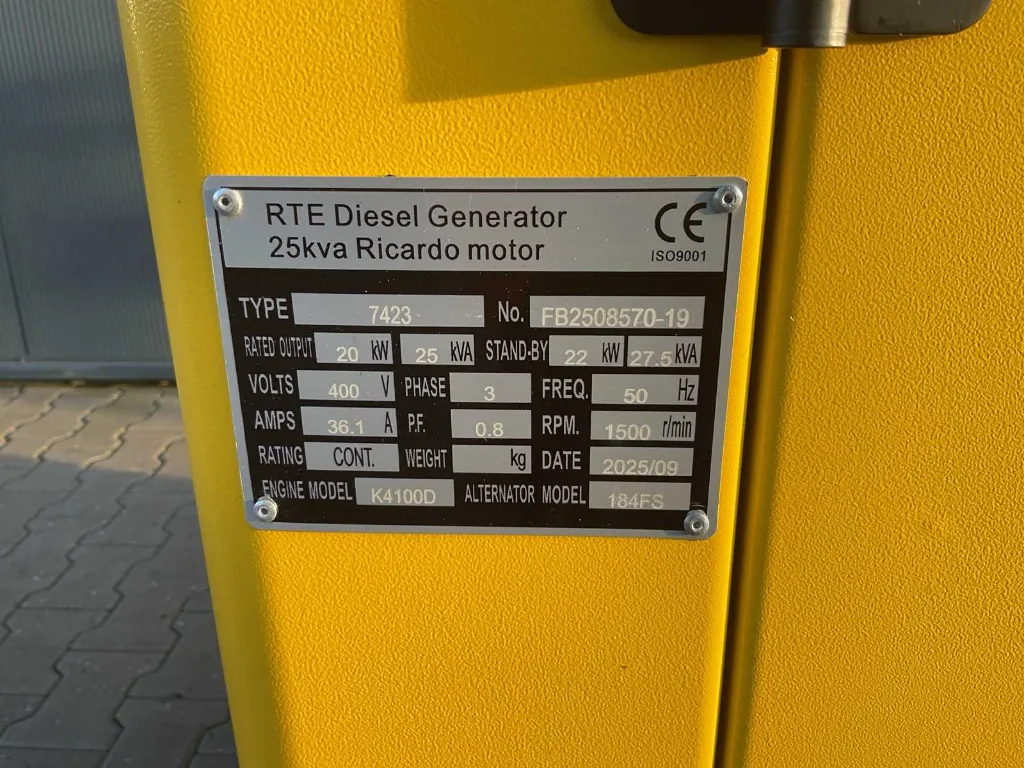 RTE Diesel Generator CE
25kva Ricardo motor ISO9001
TYPE 7423 No. FB2508570-19
RATED OUTPUT 20 kW 25 kVA STAND-BY 22 kW 27.5 kVA
VOLTS 400 V PHASE 3 FREQ. 50 Hz
AMPS 36.1 A P.F. 0.8 RPM. 1500 r/min
RATING CONT. WEIGHT kg DATE 2025/09
ENGINE MODEL K4100D ALTERNATOR MODEL 184FS